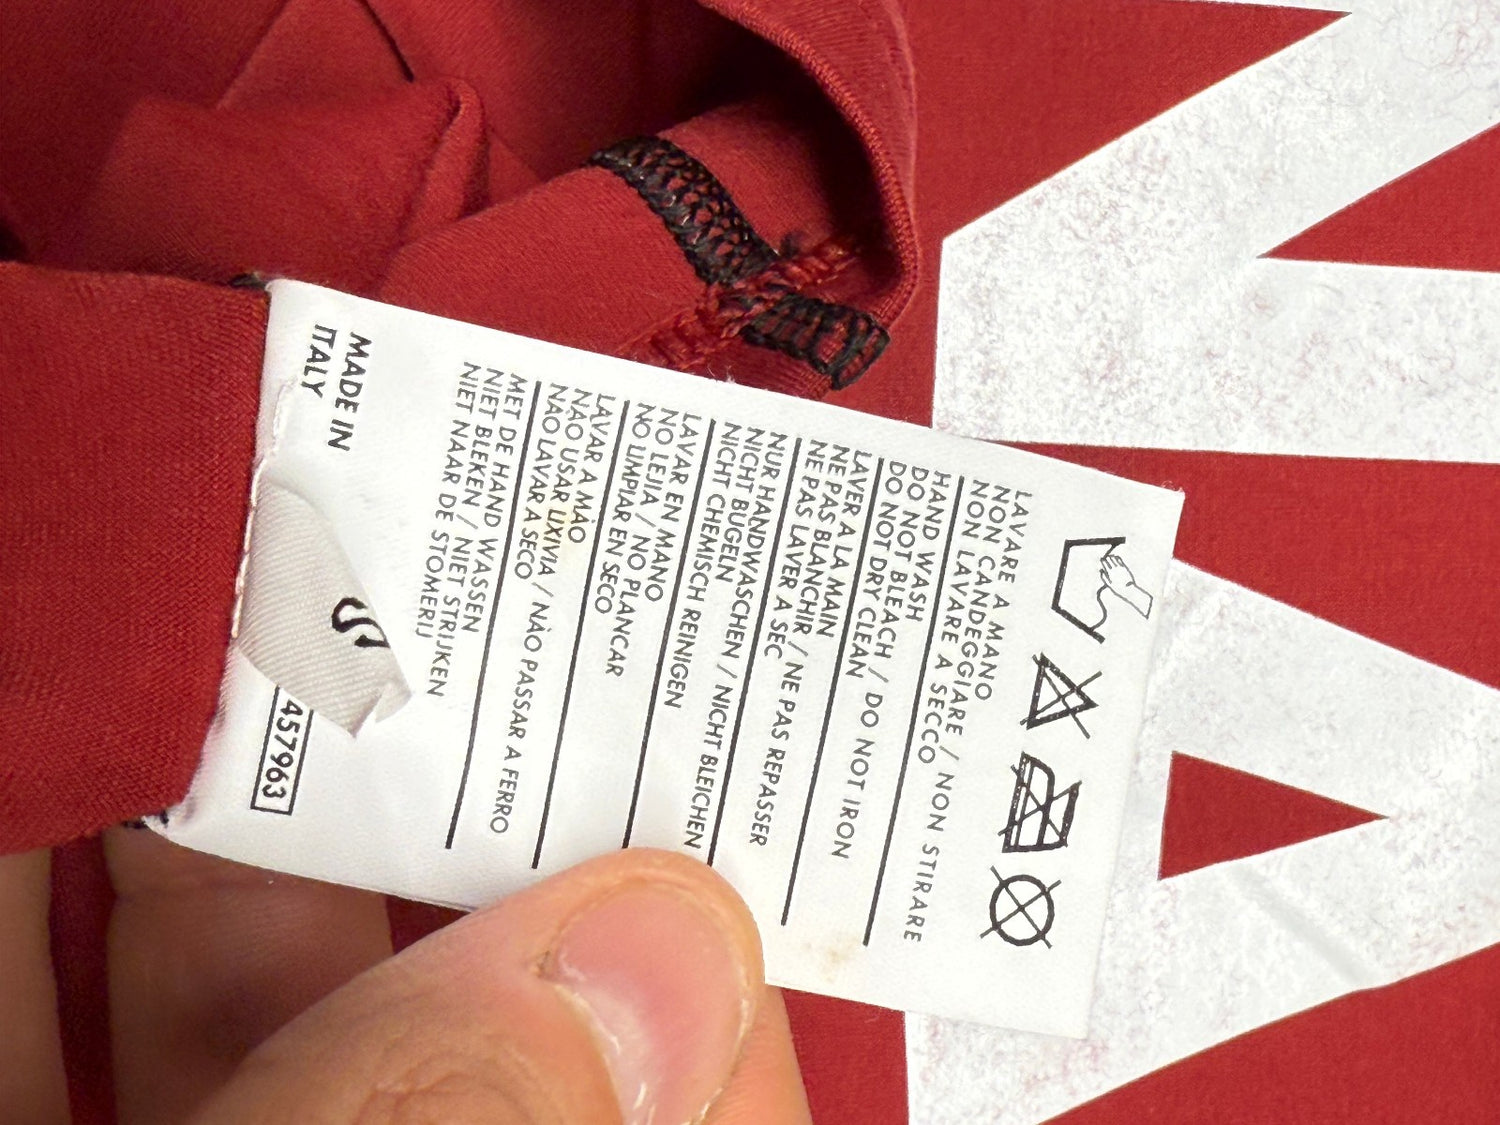 LAVARE A MANO
NON CANDEGGIARE / NON STIRARE
NON LAVARE A SECCO
HAND WASH
DO NOT BLEACH / DO NOT IRON
DO NOT DRY CLEAN
LAVER A LA MAIN
NE PAS BLANCHIR / NE PAS REPASSER
NE PAS LAVER A SEC
NUR HANDWASCHEN / NICHT BLEICHEN
NICHT BUGELN
NICHT CHEMISCH REINIGEN
LAVAR EN MANO
NO LEJIA / NO PLANCAR
NO LIMPIAR EN SECO
LAVAR A MÀO
NÀO USAR LIXIVIA / NÀO PASSAR A FERRO
NÀO LAVAR A SECO
MET DE HAND WASSEN
NIET BLEKEN / NIET STRIJKEN
NIET NAAR DE STOMERIJ
MADE IN
ITALY
457963